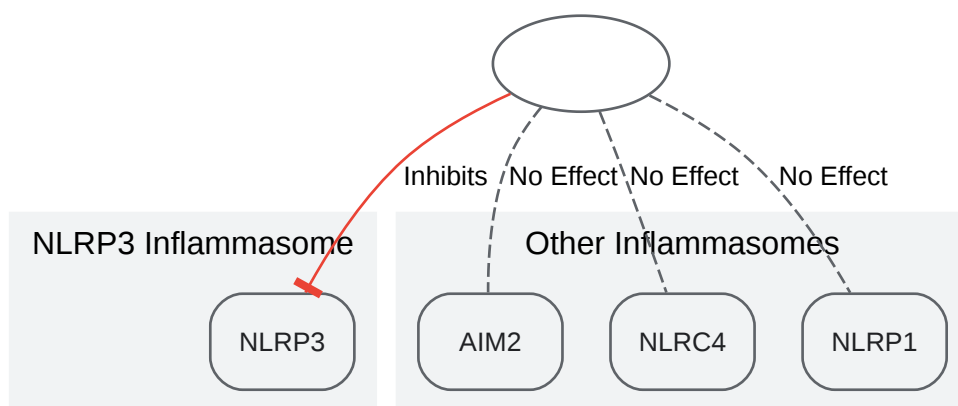 Inhibits
No Effect
No Effect
No Effect
NLRP3 Inflammasome
Other Inflammasomes
NLRP3
AIM2
NLRC4
NLRP1